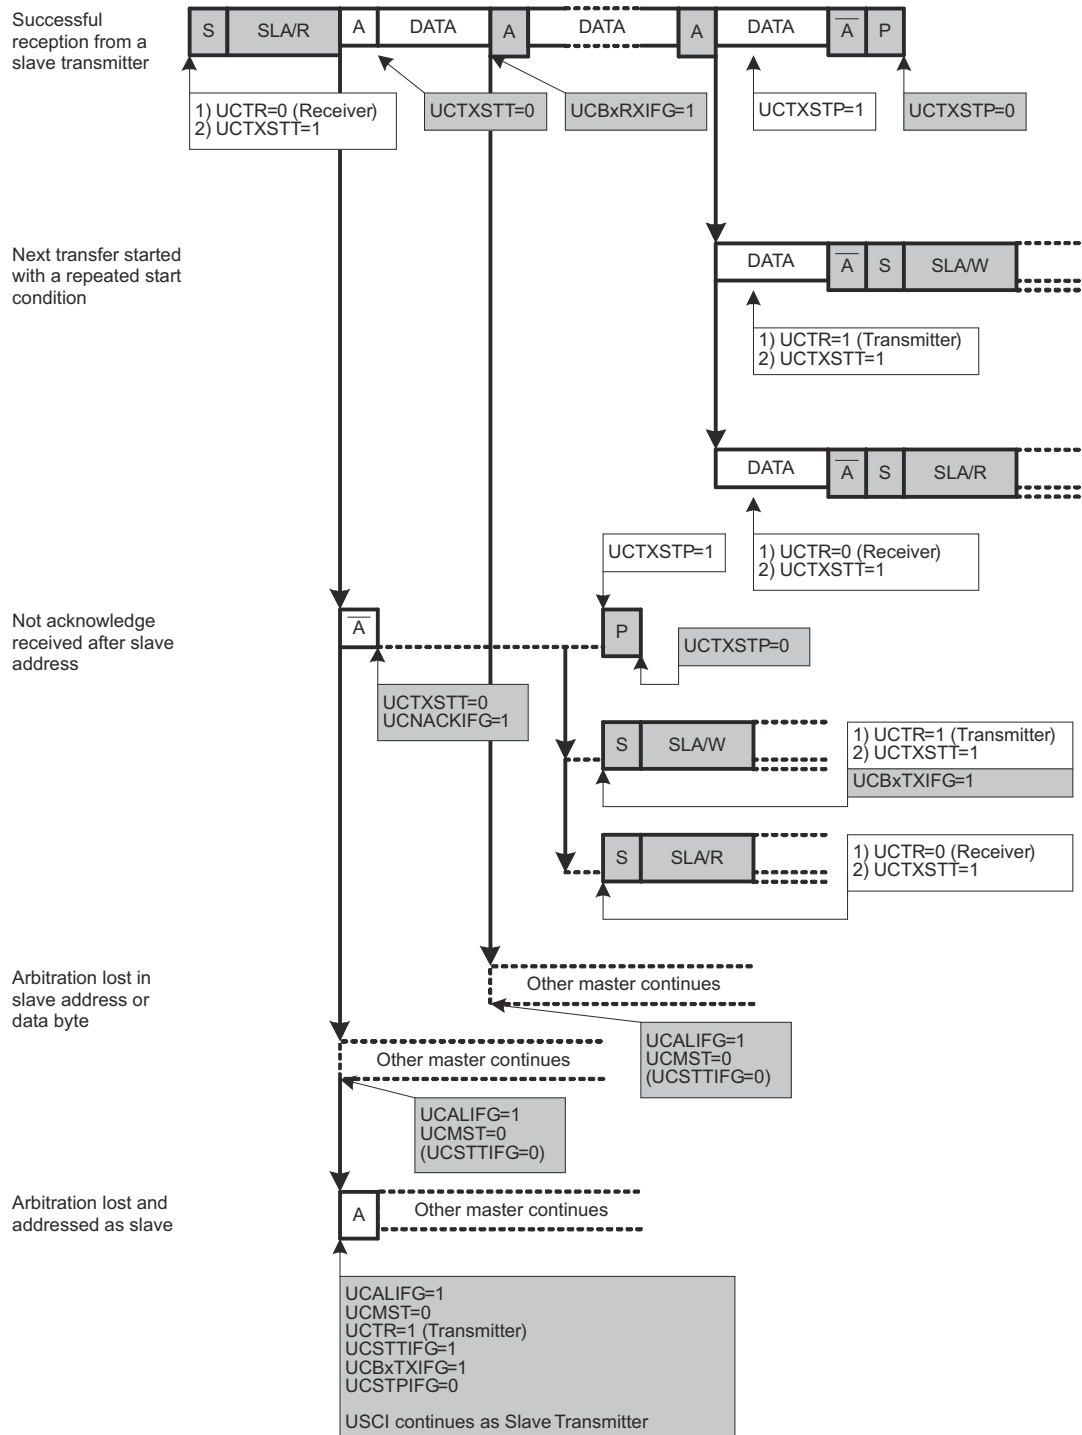 Successful
reception from a
slave transmitter
S SLA/R A DATA A DATA A DATA A P
1) UCTR=0 (Receiver)
2) UCTXSTT=1
UCTXSTT=0
UCBxRXIFG=1
UCTXSTP=1
UCTXSTP=0
Next transfer started
with a repeated start
condition
DATA A S SLA/W
1) UCTR=1 (Transmitter)
2) UCTXSTT=1
DATA A S SLA/R
1) UCTR=0 (Receiver)
2) UCTXSTT=1
UCTXSTP=1
Not acknowledge
received after slave
address
A
P
UCTXSTP=0
UCTXSTT=0
UCNACKIFG=1
S SLA/W
1) UCTR=1 (Transmitter)
2) UCTXSTT=1
UCBxTXIFG=1
S SLA/R
1) UCTR=0 (Receiver)
2) UCTXSTT=1
Arbitration lost in
slave address or
data byte
Other master continues
UCALIFG=1
UCMST=0
(UCSTTIFG=0)
Other master continues
UCALIFG=1
UCMST=0
(UCSTTIFG=0)
Arbitration lost and
addressed as slave
A
Other master continues
UCALIFG=1
UCMST=0
UCTR=1 (Transmitter)
UCSTTIFG=1
UCBxTXIFG=1
UCSTPIFG=0
USCI continues as Slave Transmitter